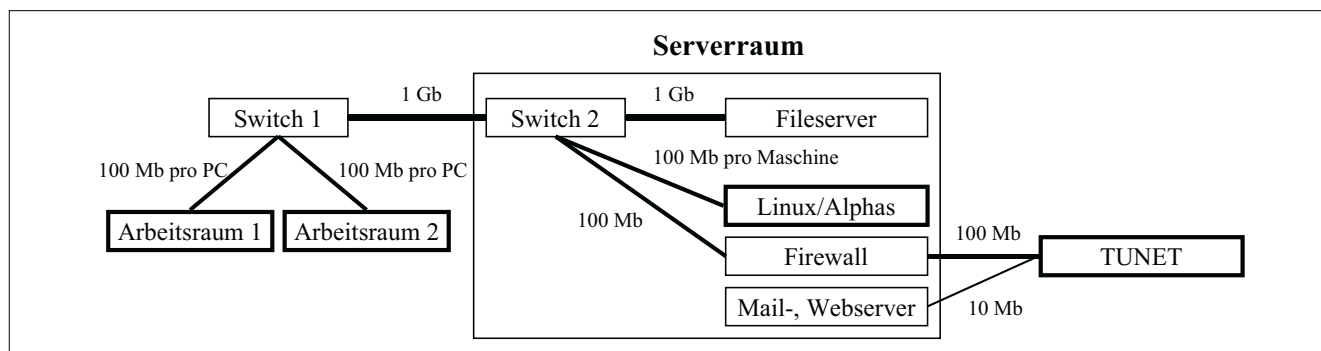 Serverraum
1 Gb
1 Gb
Switch 1
Switch 2
Fileserver
100 Mb pro PC
100 Mb pro PC
100 Mb pro Maschine
Arbeitsraum 1
Arbeitsraum 2
100 Mb
Linux/Alphas
Firewall
100 Mb
TUNET
Mail-, Webserver
10 Mb